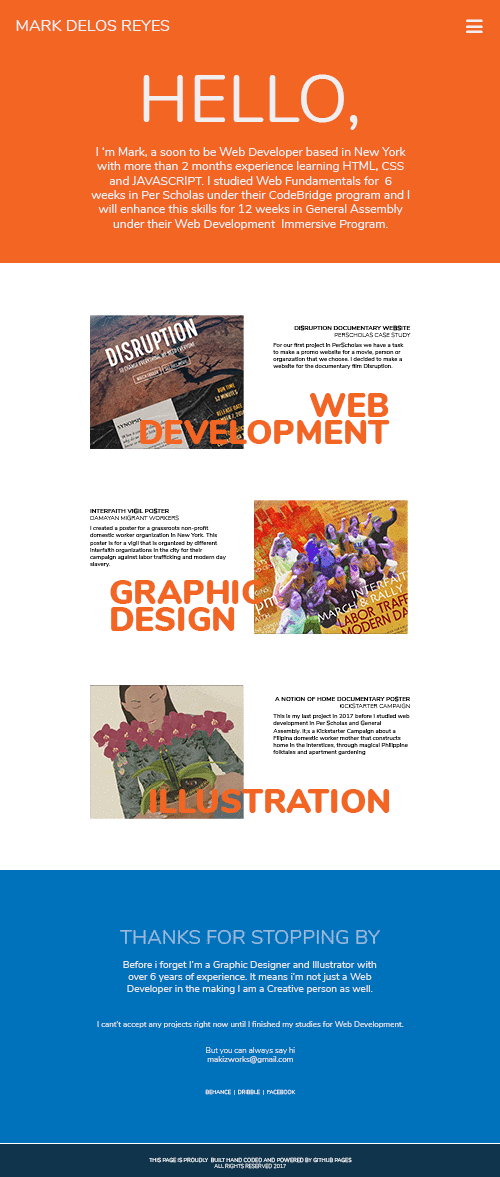 MARK DELOS REYES
HELLO,
I 'm Mark, a soon to be Web Developer based in New York
with more than 2 months experience learning HTML, CSS
and JAVASCRIPT. I studied Web Fundamentals for 6
weeks in Per Scholas under their CodeBridge program and I
will enhance this skills for 12 weeks in General Assembly
under their Web Development Immersive Program.
DISRUPTION
RUN TIME
52 MINUTES
RELEASE DATE
SYNOPSIS
DISRUPTION DOCUMENTARY WEBSITE
PERSCHOLAS CASE STUDY
For our first project in PerScholas we have a task
to make a promo website for a movie, person or
organzation that we choose. I decided to make a
website for the documentary film Disruption.
WEB
DEVELOPMENT
INTERFAITH VIGIL POSTER
DAMAYAN MIGRANT WORKERS
I created a poster for a grassroots non-profit
domestic worker organization in New York. This
poster is for a vigil that is organized by different
interfaith organizations in the city for their
campaign against labor trafficking and modern day
slavery.
GRAPHIC
DESIGN
INTERFAIT
MARCH & RALLY
LABOR TRAFF
MODERN DA
A NOTION OF HOME DOCUMENTARY POSTER
KICKSTARTER CAMPAIGN
This is my last project in 2017 before I studied web
development in Per Scholas and General
Assembly. It;s a Kickstarter Campaign about a
Filipina domestic worker mother that constructs
home in the interstices, through magical Philippine
folktales and apartment gardening
ILLUSTRATION
THANKS FOR STOPPING BY
Before i forget I'm a Graphic Designer and Illustrator with
over 6 years of experience. It means i'm not just a Web
Developer in the making I am a Creative person as well.
I cant't accept any projects right now until I finished my studies for Web Development.
But you can always say hi
makizworks@gmail.com
BEHANCE | DRIBBLE | FACEBOOK
THIS PAGE IS PROUDLY BUILT HAND CODED AND POWERED BY GITHUB PAGES
ALL RIGHTS RESERVED 2017